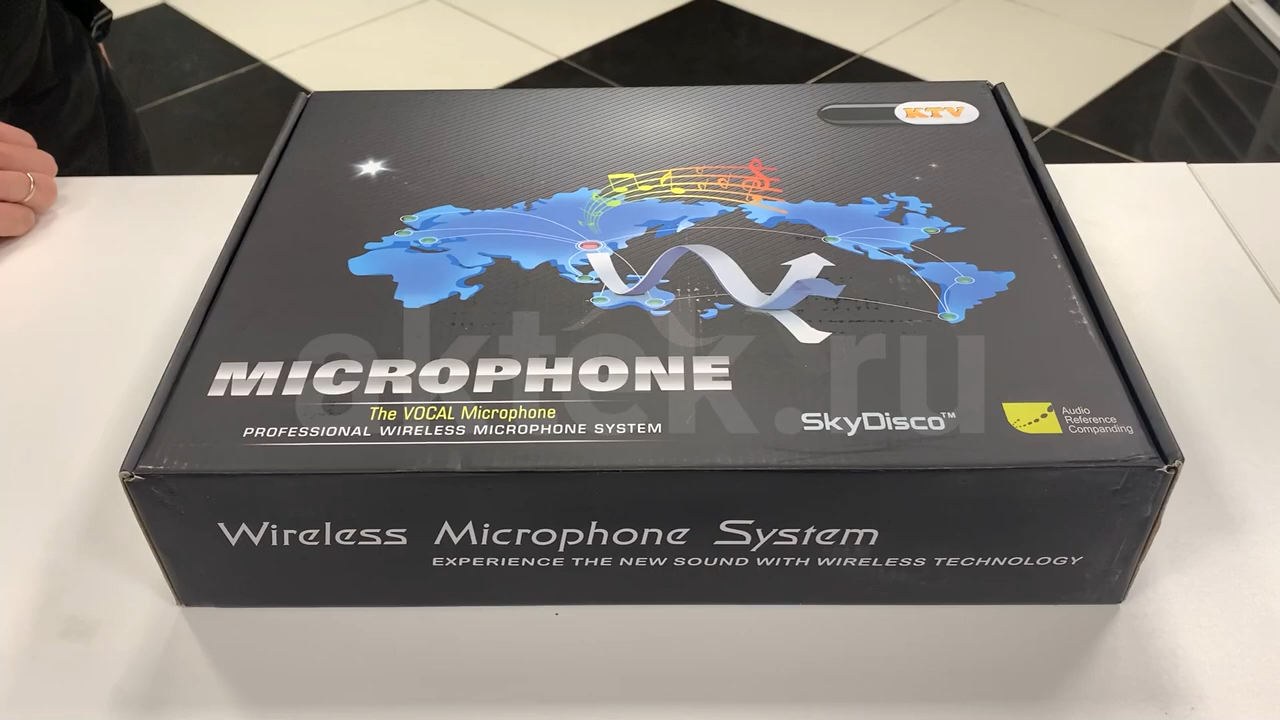 KTV
MICROPHONE
The VOCAL Microphone
PROFESSIONAL WIRELESS MICROPHONE SYSTEM
SkyDisco™
Audio
Reference
Companding
aktek.ru
Wireless Microphone System
EXPERIENCE THE NEW SOUND WITH WIRELESS TECHNOLOGY